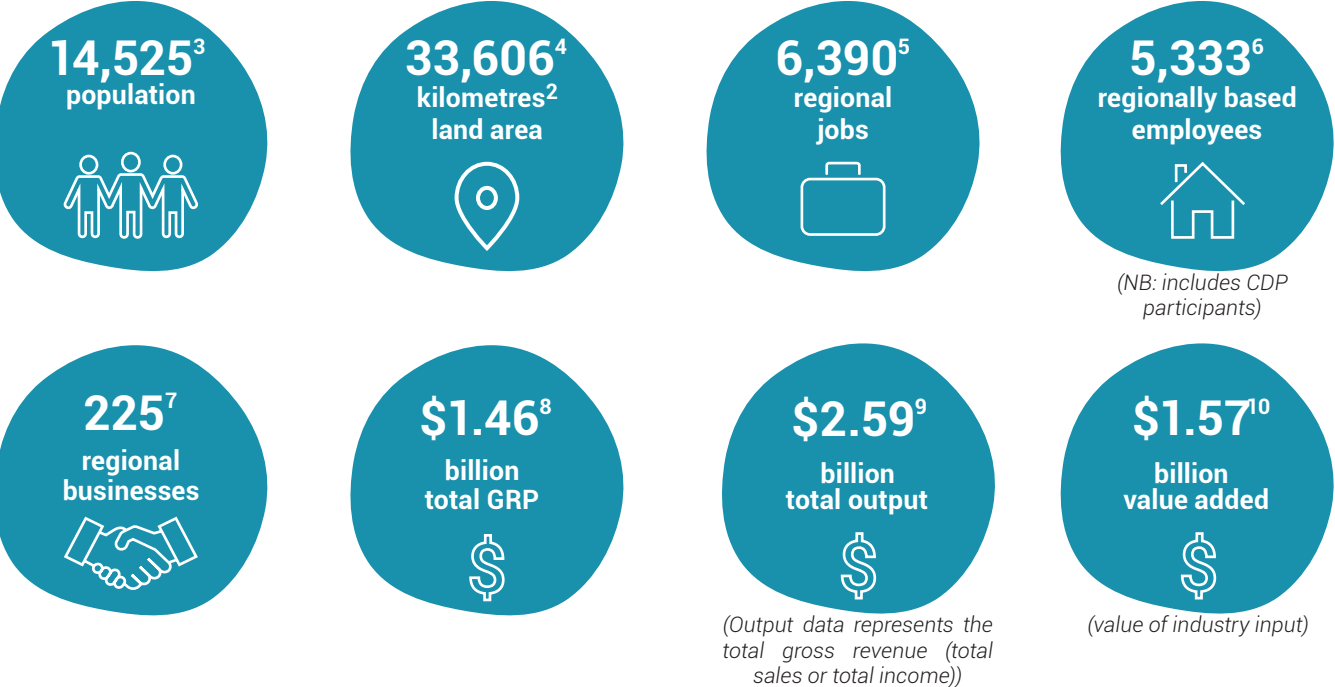 14,525³
population
33,606⁴
kilometres²
land area
6,390⁵
regional
jobs
5,333⁶
regionally based
employees
(NB: includes CDP
participants)
225⁷
regional
businesses
$1.46⁸
billion
total GRP
$2.59⁹
billion
total output
(Output data represents the
total gross revenue (total
sales or total income))
$1.57¹⁰
billion
value added
(value of industry input)